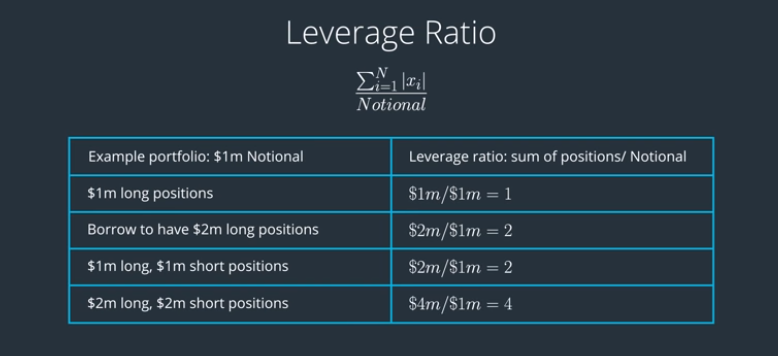 Leverage Ratio
∑_{i=1}^{N} |x_i|
Notional
Example portfolio: $1m Notional
Leverage ratio: sum of positions/ Notional
$1m long positions
$1m/$1m = 1
Borrow to have $2m long positions
$2m/$1m = 2
$1m long, $1m short positions
$2m/$1m = 2
$2m long, $2m short positions
$4m/$1m = 4